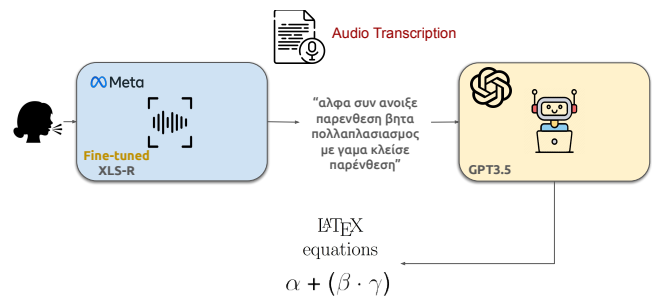 Audio Transcription
Meta
Fine-tuned
XLS-R
“αλφα συν ανοιξε
παρενθεση βητα
πολλαπλασιασμος
με γαμα κλείσε
παρένθεση”
GPT3.5
LATEX
equations
α + (β · γ)